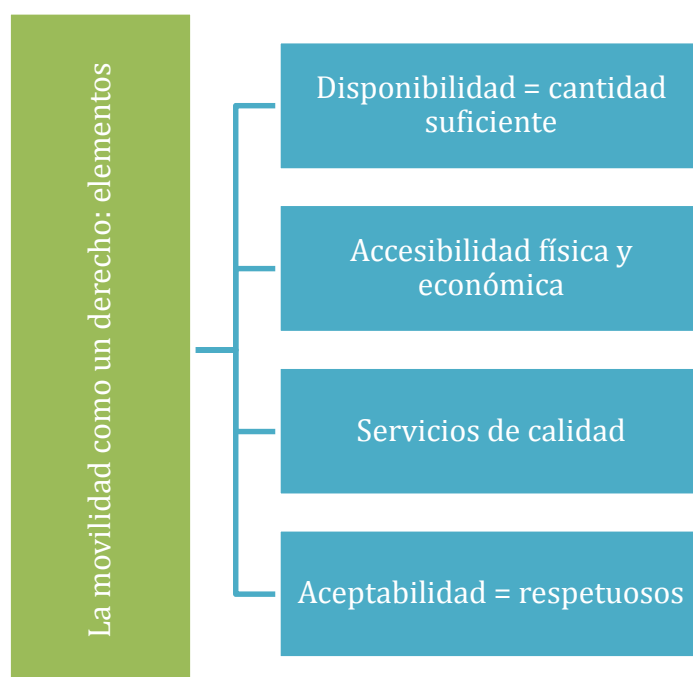 La movilidad como un derecho: elementos
Disponibilidad = cantidad
suficiente
Accesibilidad física y
económica
Servicios de calidad
Aceptabilidad = respetuosos